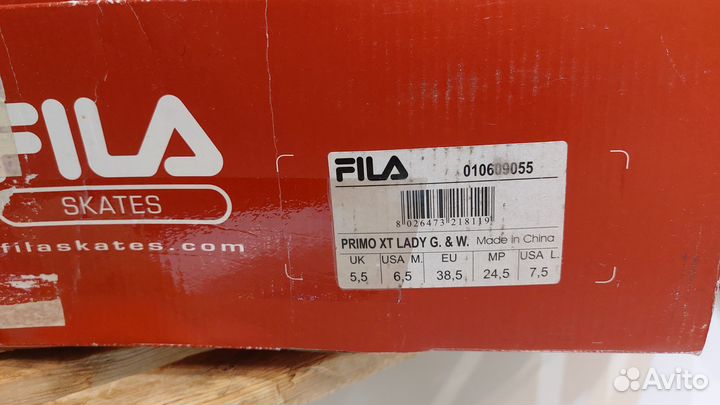 FILA
SKATES
filaskates.com
FILA 010609055
8 026473 218119
PRIMO XT LADY G. & W. Made in China
UK USA M. EU MP USA L.
5,5 6,5 38,5 24,5 7,5
Avito